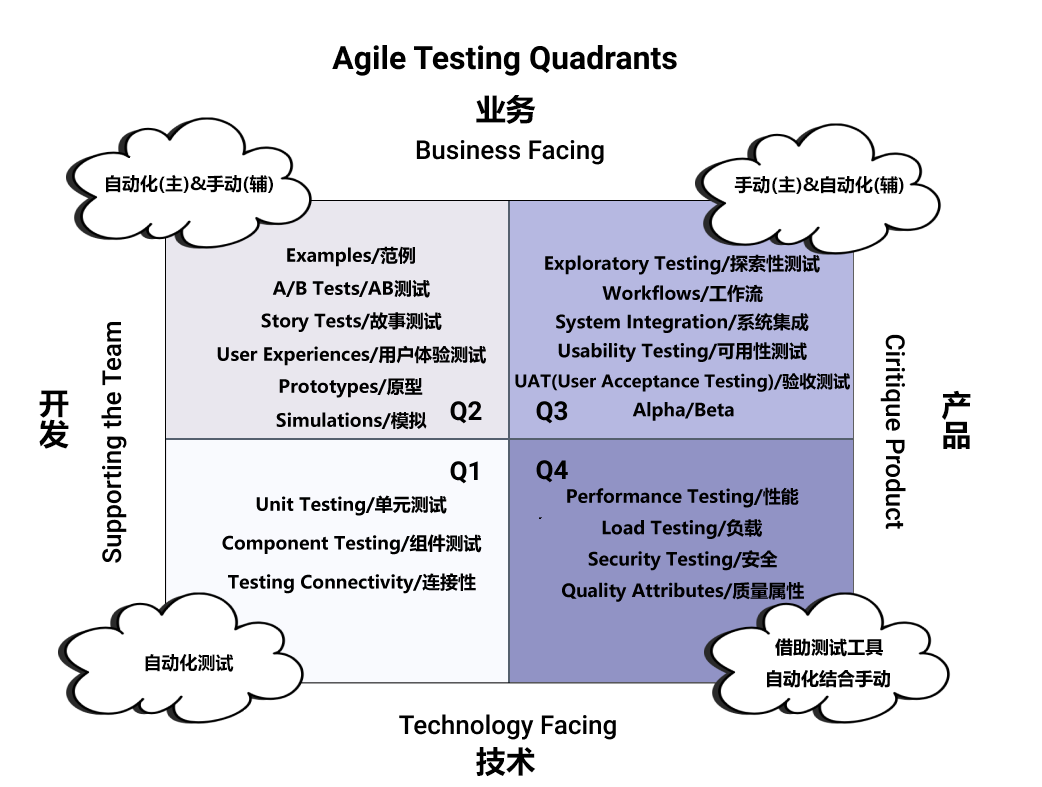 Agile Testing Quadrants
业务
Business Facing
自动化(主)&手动(辅)
手动(主)&自动化(辅)
Examples/范例
A/B Tests/AB测试
Story Tests/故事测试
User Experiences/用户体验测试
Prototypes/原型
Simulations/模拟
Q2
Exploratory Testing/探索性测试
Workflows/工作流
System Integration/系统集成
Usability Testing/可用性测试
UAT(User Acceptance Testing)/验收测试
Alpha/Beta
Q3
开发
Supporting the Team
Ciritique Product
产品
Q1
Unit Testing/单元测试
Component Testing/组件测试
Testing Connectivity/连接性
Q4
Performance Testing/性能
Load Testing/负载
Security Testing/安全
Quality Attributes/质量属性
自动化测试
借助测试工具
自动化结合手动
Technology Facing
技术